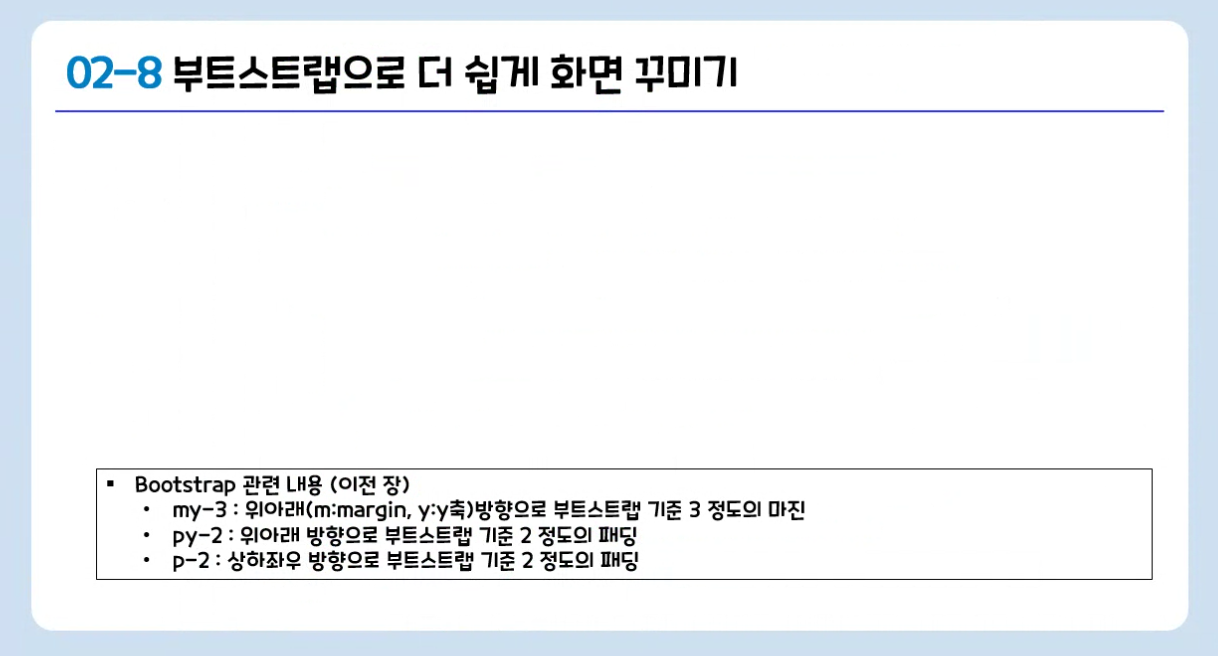 02-8 부트스트랩으로 더 쉽게 화면 꾸미기
▪ Bootstrap 관련 내용 (이전 장)
• my-3 : 위아래(m:margin, y:y축)방향으로 부트스트랩 기준 3 정도의 마진
• py-2 : 위아래 방향으로 부트스트랩 기준 2 정도의 패딩
• p-2 : 상하좌우 방향으로 부트스트랩 기준 2 정도의 패딩